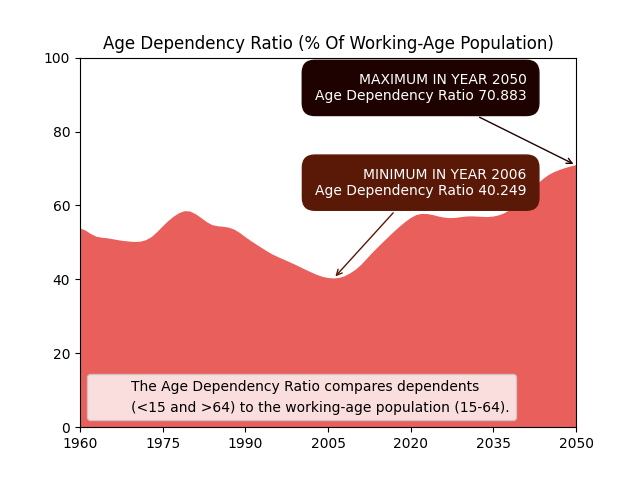 Age Dependency Ratio (% Of Working-Age Population)
100
80
60
40
20
0
MAXIMUM IN YEAR 2050
Age Dependency Ratio 70.883
MINIMUM IN YEAR 2006
Age Dependency Ratio 40.249
The Age Dependency Ratio compares dependents
(<15 and >64) to the working-age population (15-64).
1960 1975 1990 2005 2020 2035 2050